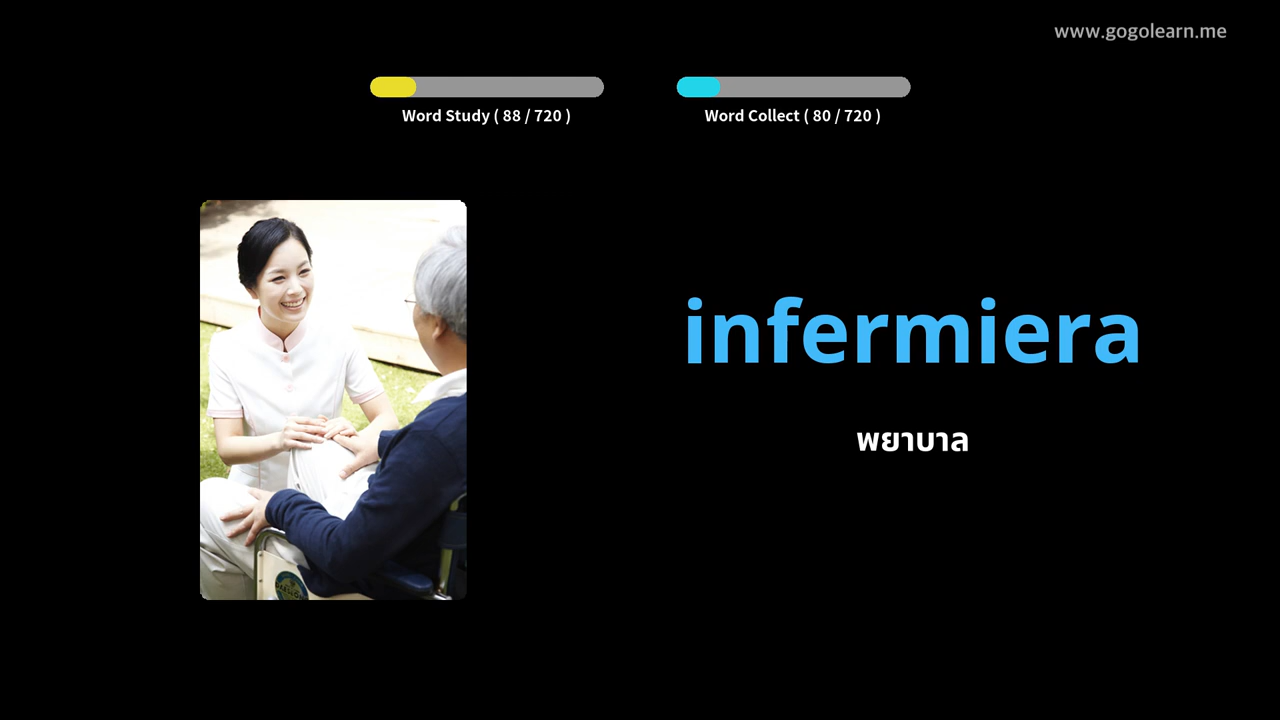 www.gogolearn.me
Word Study ( 88 / 720 )
Word Collect ( 80 / 720 )
infermiera
พยาบาล